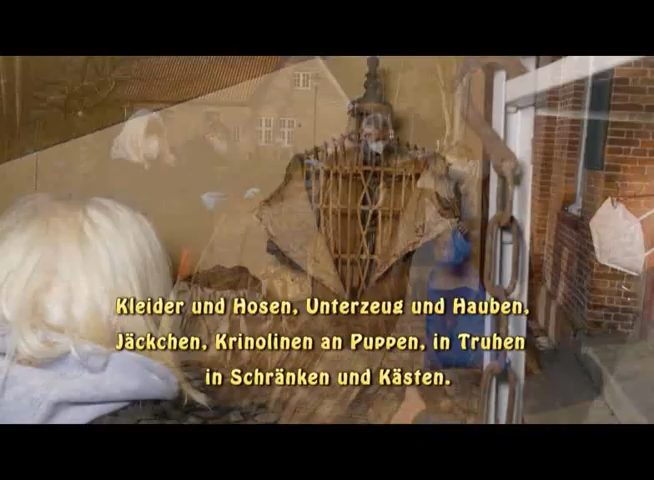 Kleider und Hosen, Unterzeug und Hauben,
Jäckchen, Krinolinen an Puppen, in Truhen
in Schränken und Kästen.